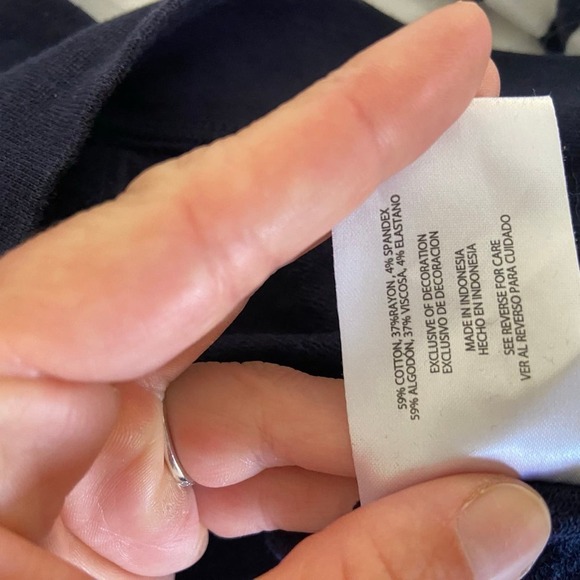 59% COTTON, 37%RAYON, 4% SPANDEX
59% ALGODON, 37% VISCOSA, 4% ELASTANO
EXCLUSIVE OF DECORATION
EXCLUSIVO DE DECORACION
MADE IN INDONESIA
HECHO EN INDONESIA
SEE REVERSE FOR CARE
VER AL REVERSO PARA CUIDADO